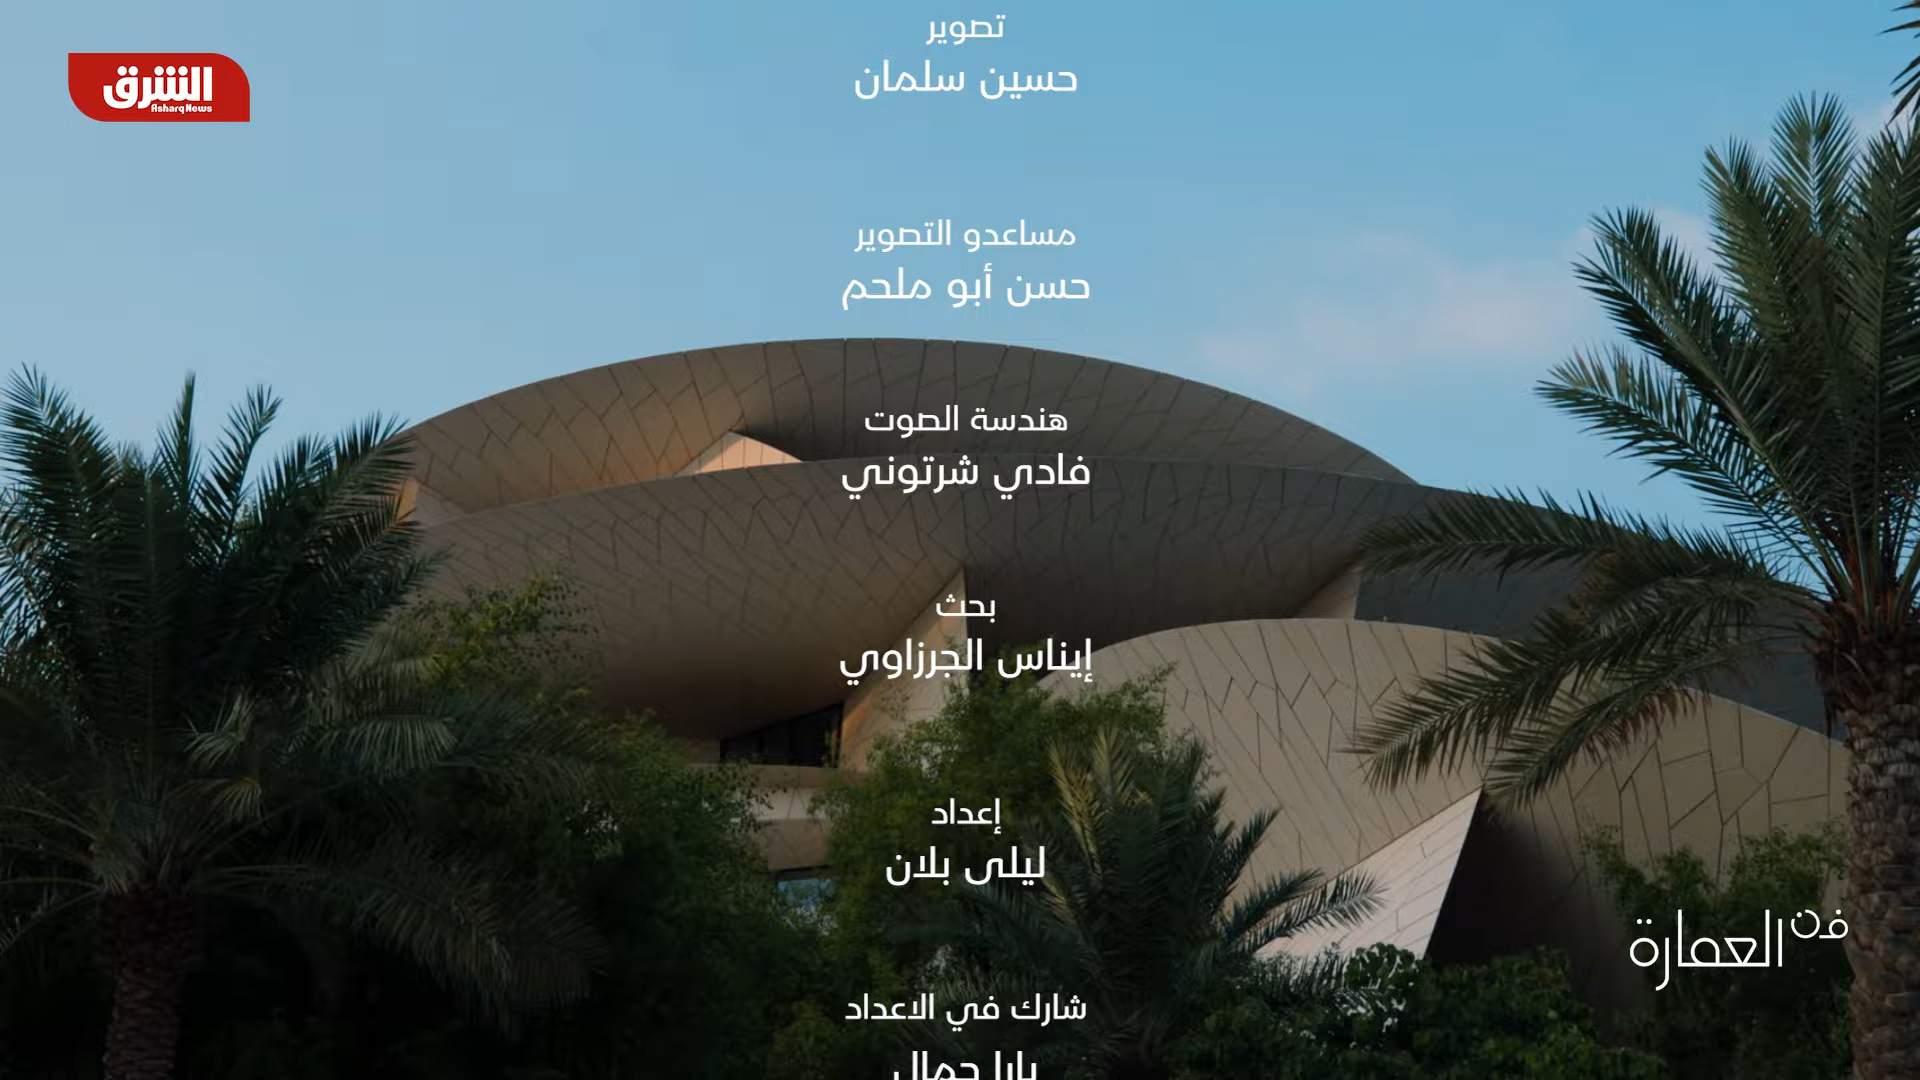 تصوير
حسين سلمان
الشرق
Asharq News
مساعدو التصوير
حسن أبو ملحم
هندسة الصوت
فادي شرتوني
بحث
إيناس الجرزاوي
إعداد
ليلى بلان
فن العمارة
شارك في الاعداد
جمال